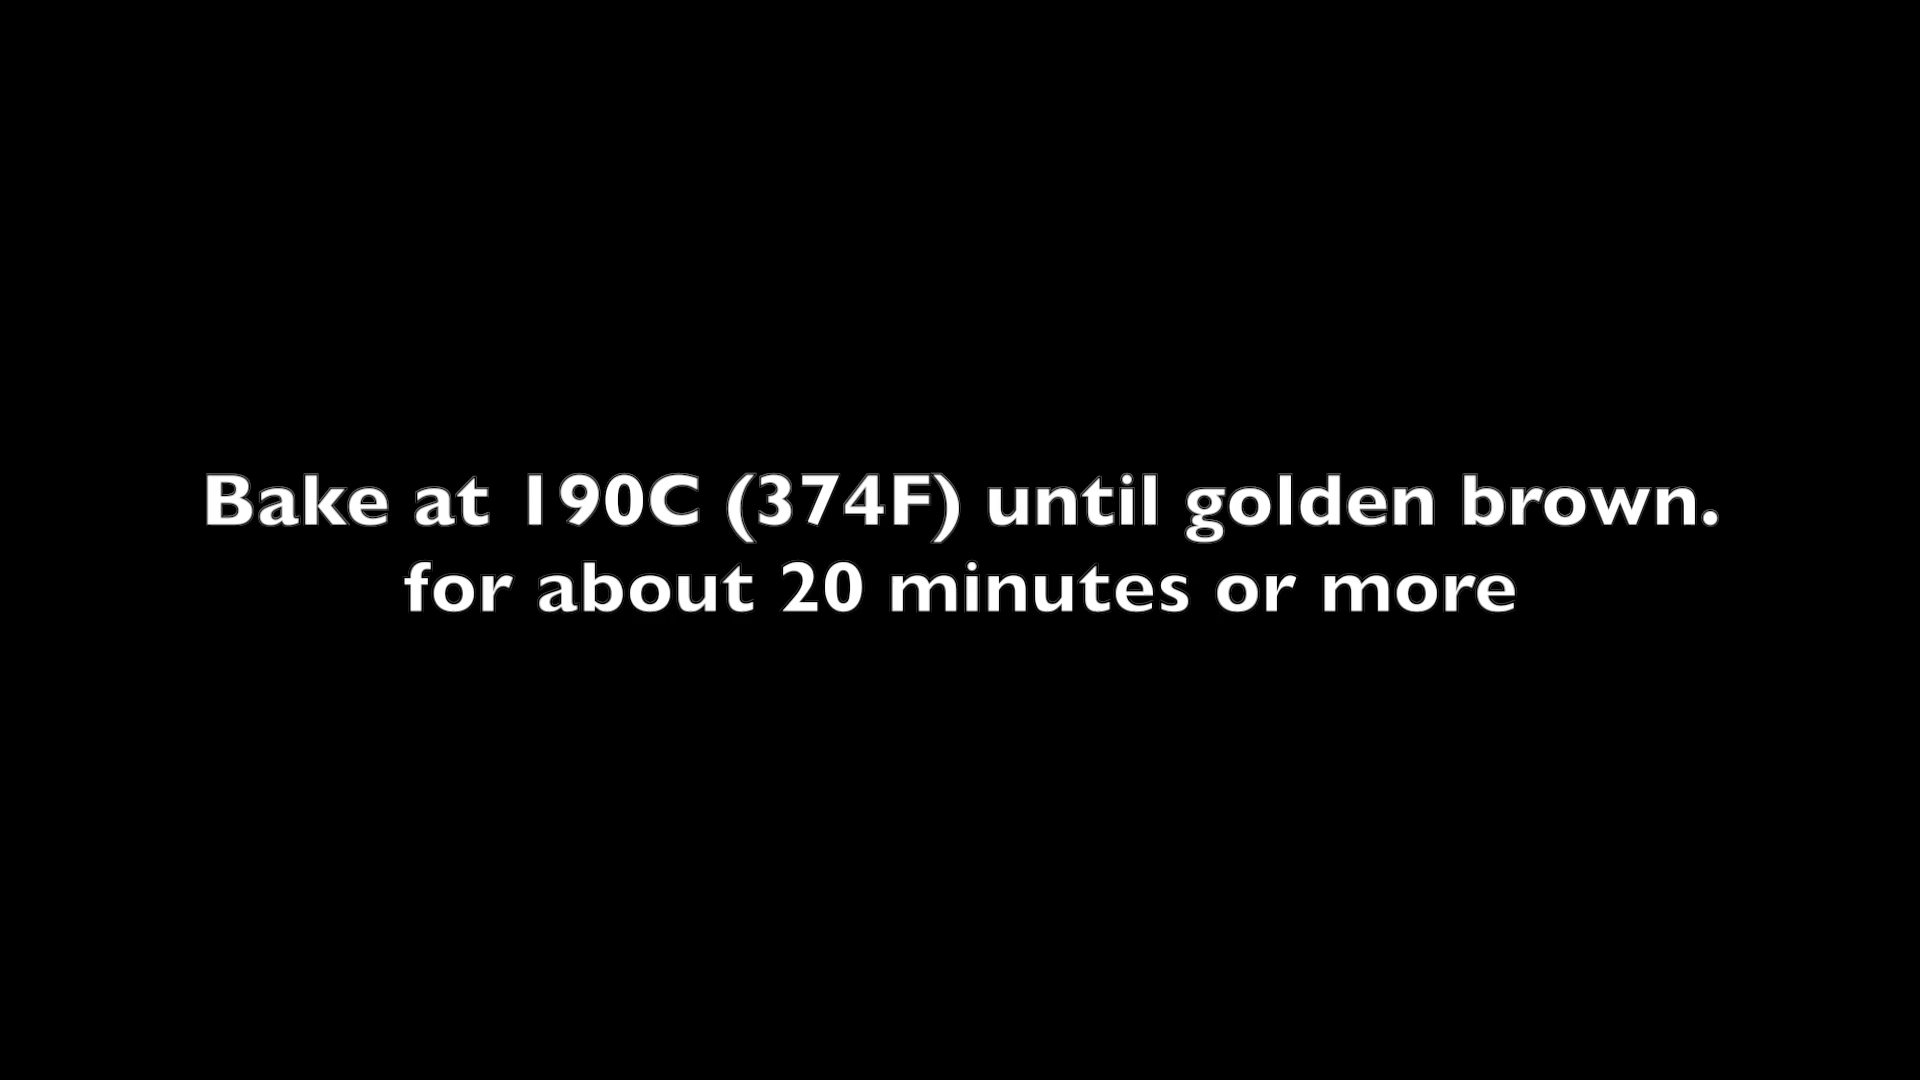 Bake at 190C (374F) until golden brown.
for about 20 minutes or more